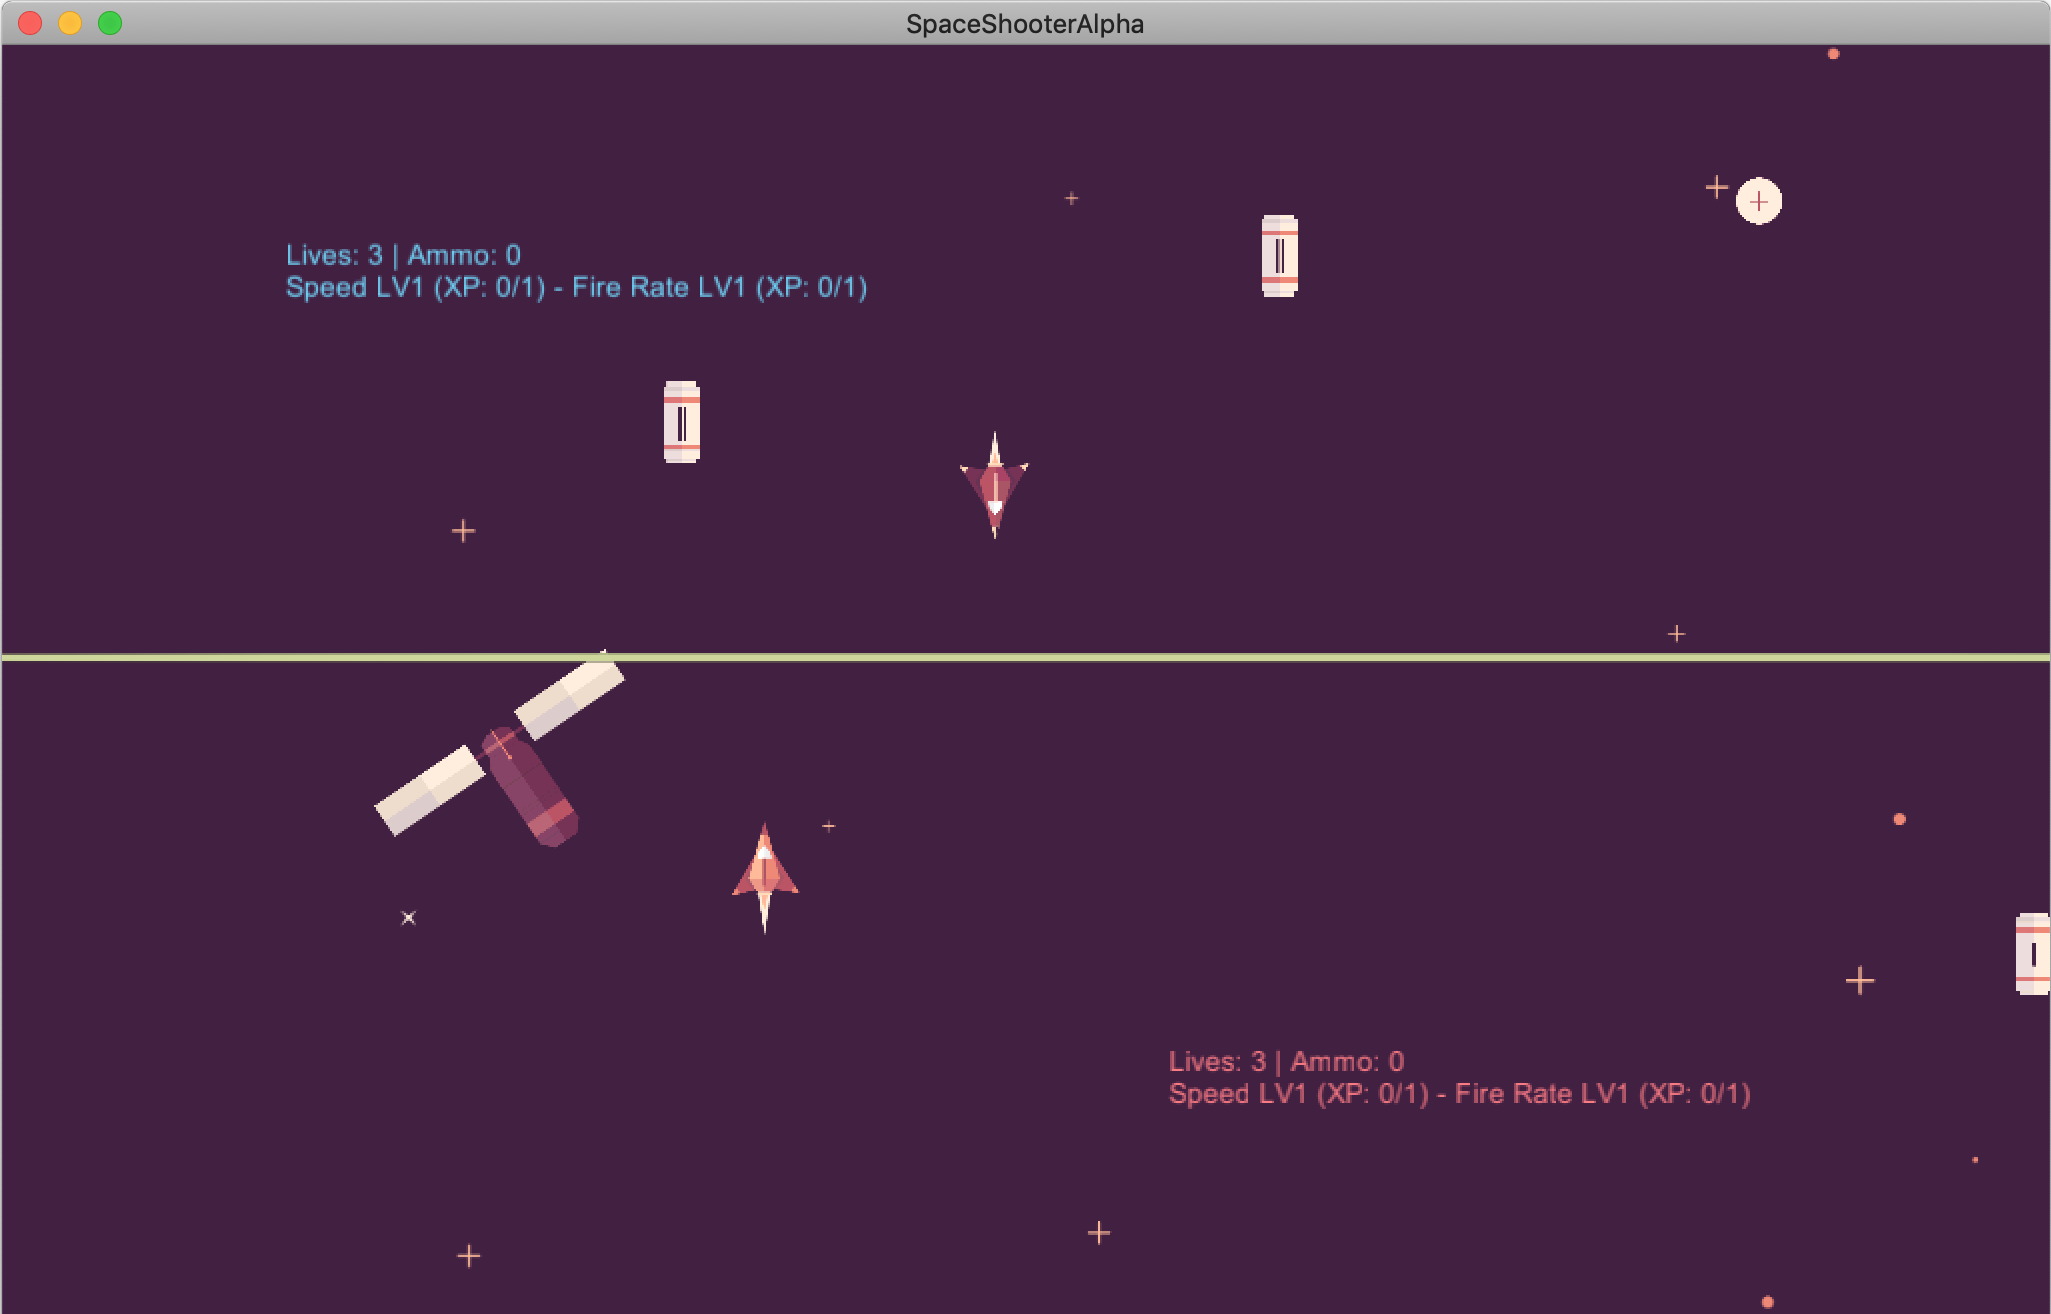 SpaceShooterAlpha
Lives: 3 | Ammo: 0
Speed LV1 (XP: 0/1) - Fire Rate LV1 (XP: 0/1)
Lives: 3 | Ammo: 0
Speed LV1 (XP: 0/1) - Fire Rate LV1 (XP: 0/1)